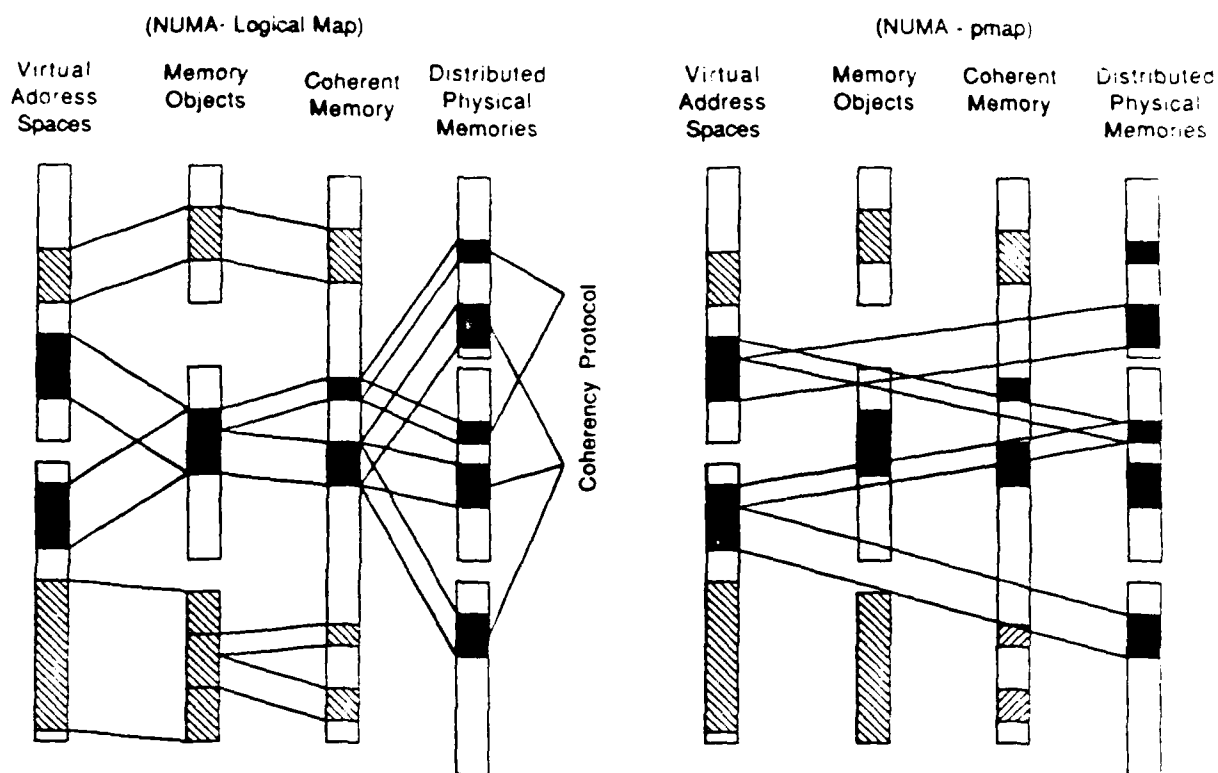 (NUMA- Logical Map)
Virtual
Address
Spaces
Memory
Objects
Coherent
Memory
Distributed
Physical
Memories
Coherency Protocol
(NUMA - pmap)
Virtual
Address
Spaces
Memory
Objects
Coherent
Memory
Distributed
Physical
Memories